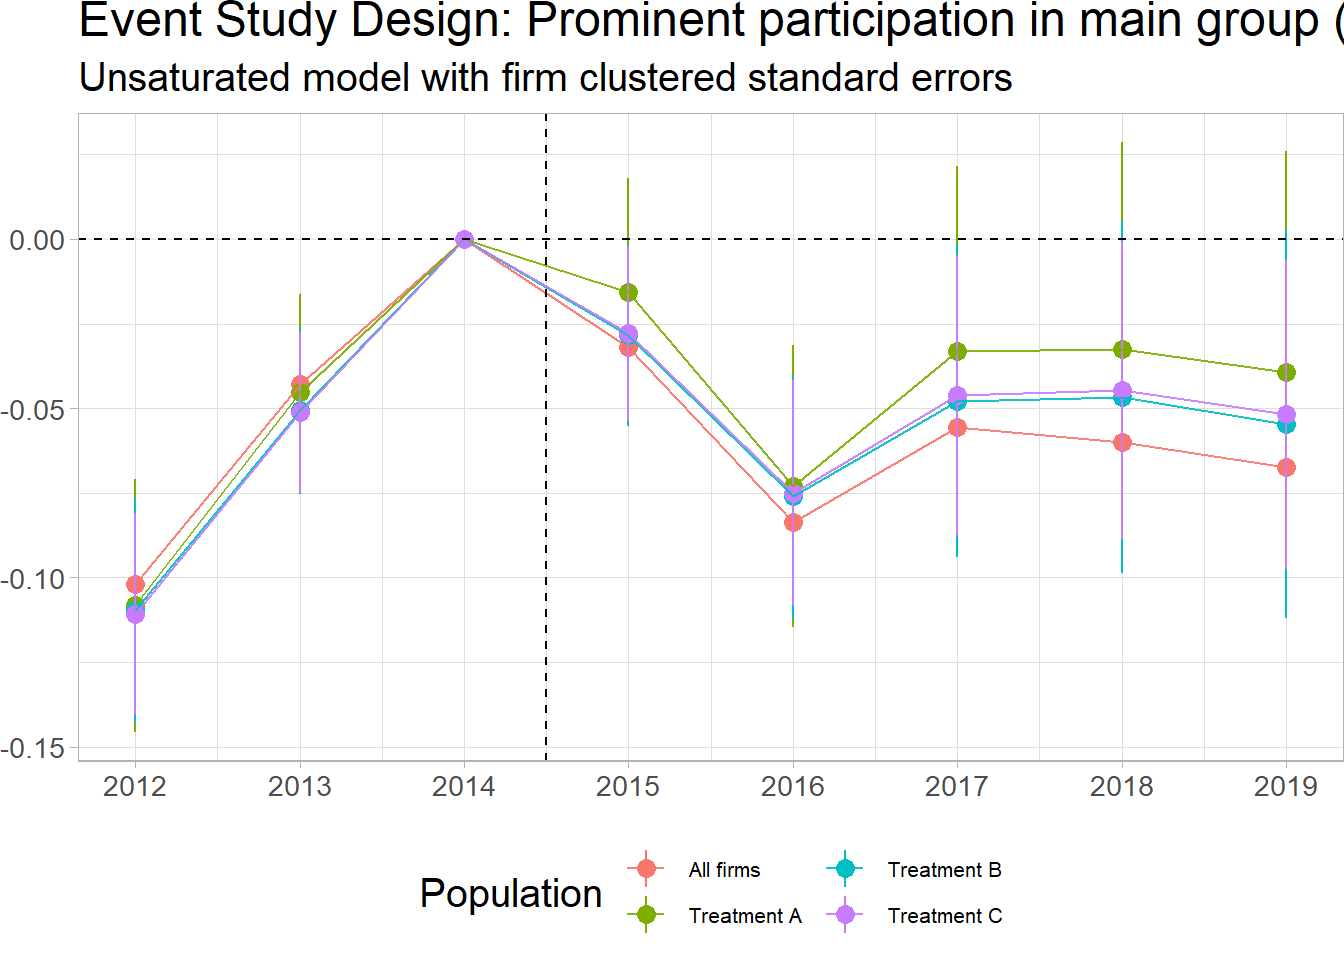 Event Study Design: Prominent participation in main group (
Unsaturated model with firm clustered standard errors
0.00
-0.05
-0.10
-0.15
2012 2013 2014 2015 2016 2017 2018 2019
Population
All firms Treatment B
Treatment A Treatment C